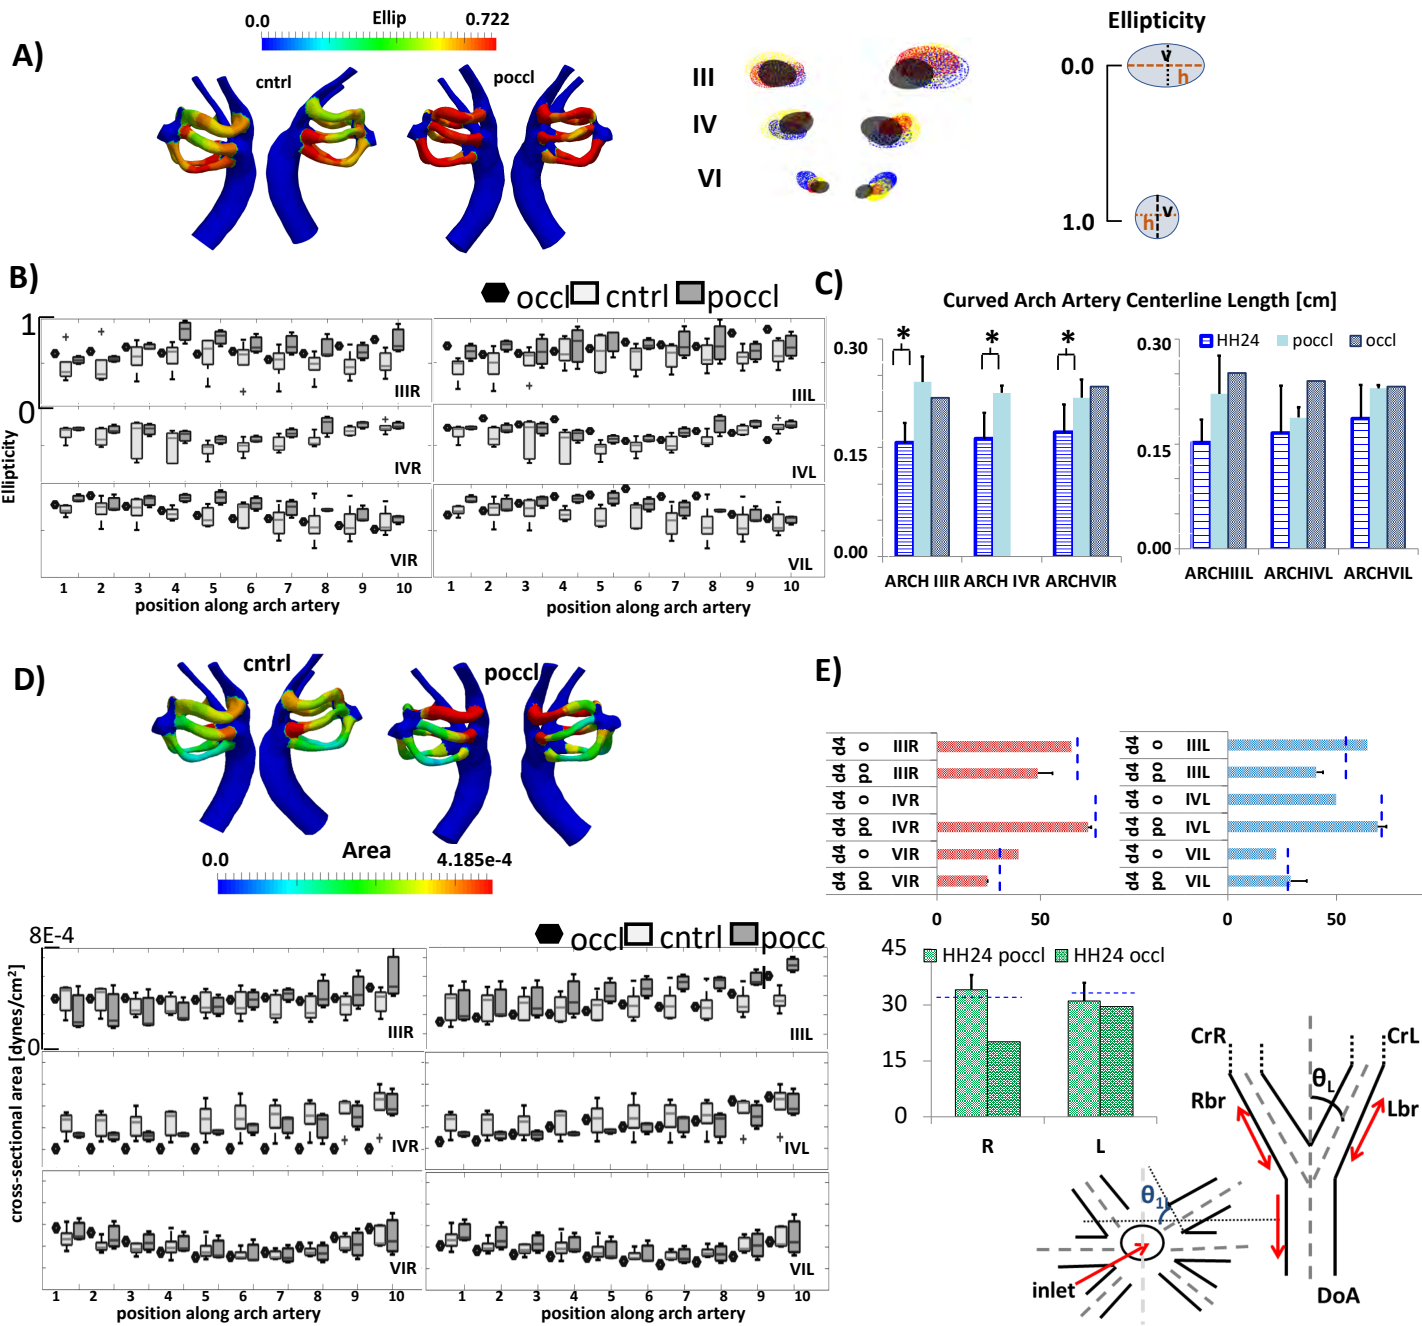 A)
0.0 Ellip 0.722
cntrl
poccl
III
IV
VI
Ellipticity
0.0
v
h
1.0
v
h
B)
occl cntrl poccl
1
0
Ellipticity
IIIR
IIIL
IVR
IVL
VIR
VIL
1 2 3 4 5 6 7 8 9 10
position along arch artery
1 2 3 4 5 6 7 8 9 10
position along arch artery
C)
Curved Arch Artery Centerline Length [cm]
0.30
0.15
0.00
* * *
ARCH IIIR ARCH IVR ARCHVIR
HH24 poccl occl
0.30
0.15
0.00
ARCHIIIL ARCHIVL ARCHVIL
D)
cntrl
poccl
0.0 Area 4.185e-4
occl cntrl pocc
8E-4
0
cross-sectional area [dynes/cm²]
IIIR
IIIL
IVR
IVL
VIR
VIL
1 2 3 4 5 6 7 8 9 10
position along arch artery
1 2 3 4 5 6 7 8 9 10
position along arch artery
E)
d4 o IIIR
d4 po IIIR
d4 o IVR
d4 po IVR
d4 o VIR
d4 po VIR
0 50
d4 o IIIL
d4 po IIIL
d4 o IVL
d4 po IVL
d4 o VIL
d4 po VIL
0 50
45
30
15
0
HH24 poccl HH24 occl
R L
CrR CrL
θL
Rbr Lbr
DoA
θ1
inlet